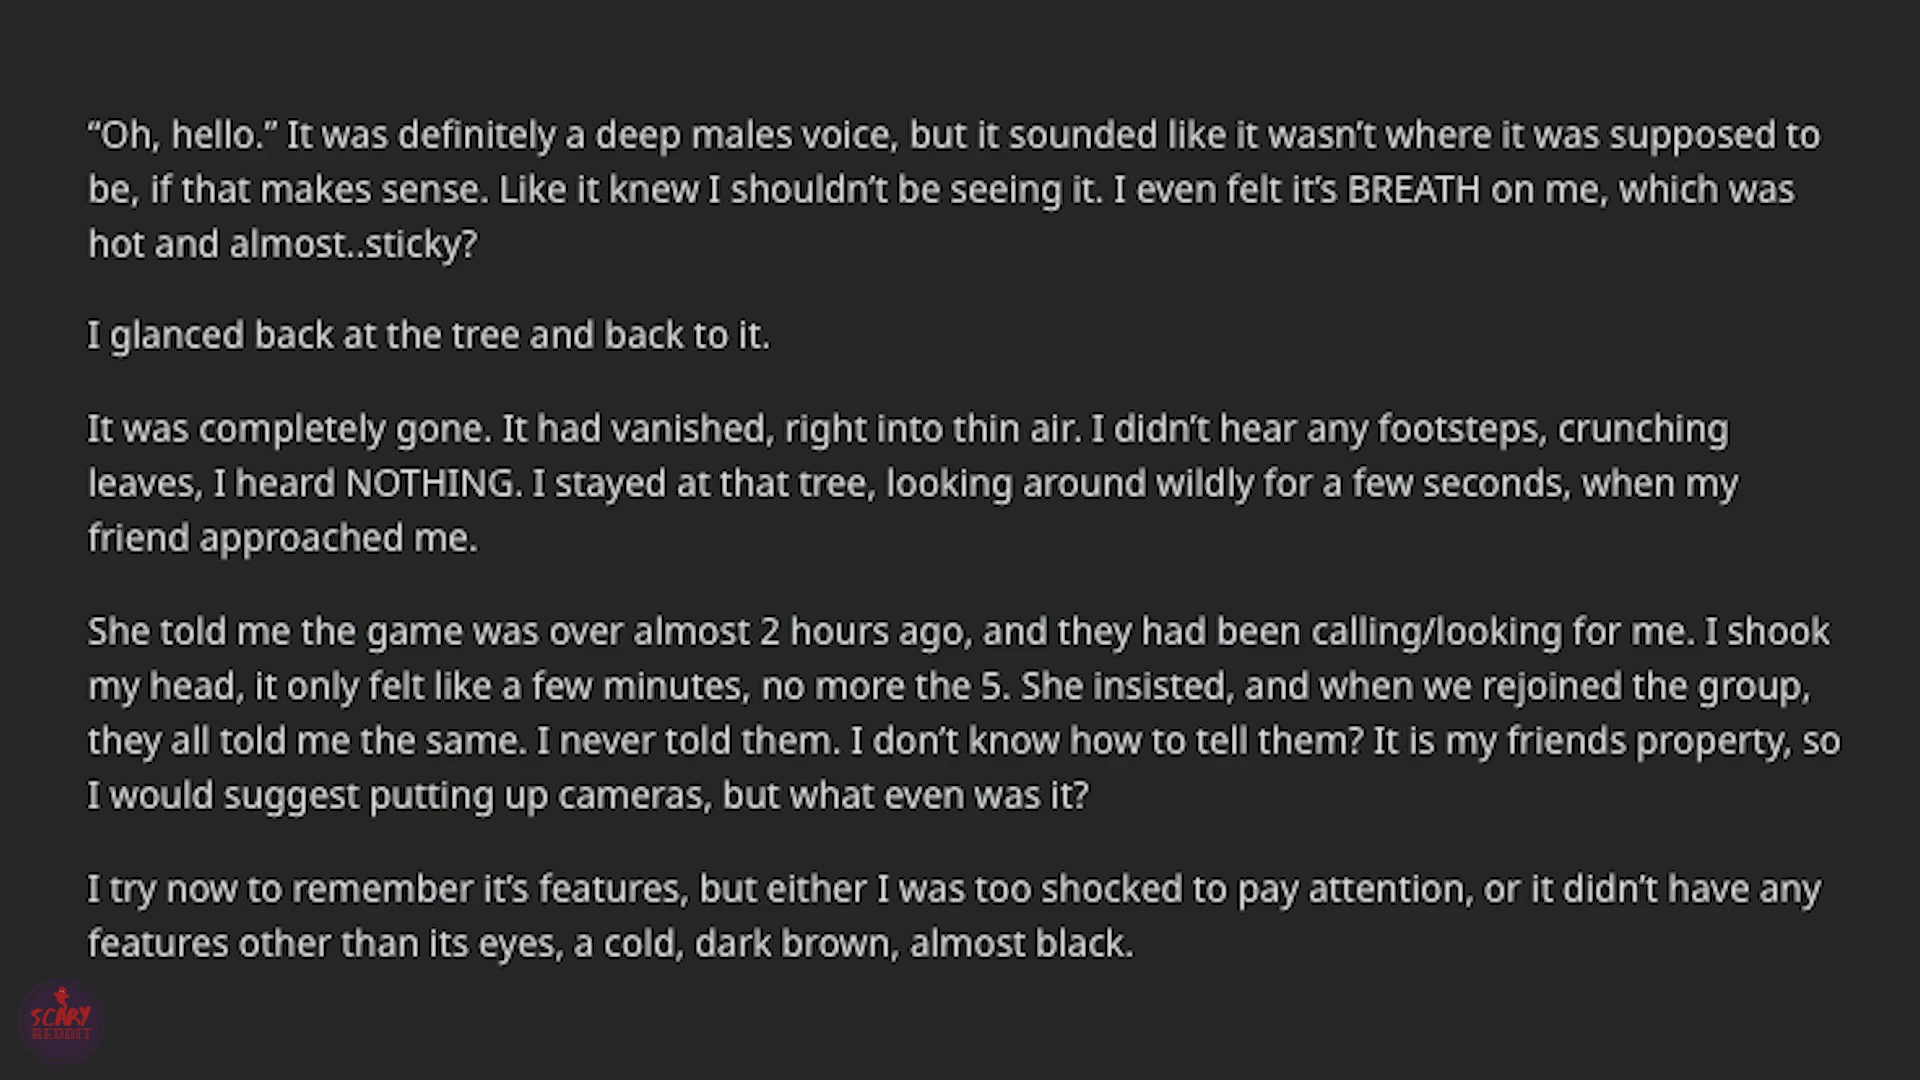 “Oh, hello.” It was definitely a deep males voice, but it sounded like it wasn’t where it was supposed to
be, if that makes sense. Like it knew I shouldn’t be seeing it. I even felt it’s BREATH on me, which was
hot and almost..sticky?
I glanced back at the tree and back to it.
It was completely gone. It had vanished, right into thin air. I didn’t hear any footsteps, crunching
leaves, I heard NOTHING. I stayed at that tree, looking around wildly for a few seconds, when my
friend approached me.
She told me the game was over almost 2 hours ago, and they had been calling/looking for me. I shook
my head, it only felt like a few minutes, no more the 5. She insisted, and when we rejoined the group,
they all told me the same. I never told them. I don’t know how to tell them? It is my friends property, so
I would suggest putting up cameras, but what even was it?
I try now to remember it’s features, but either I was too shocked to pay attention, or it didn’t have any
features other than its eyes, a cold, dark brown, almost black.
SCARY
REDDIT